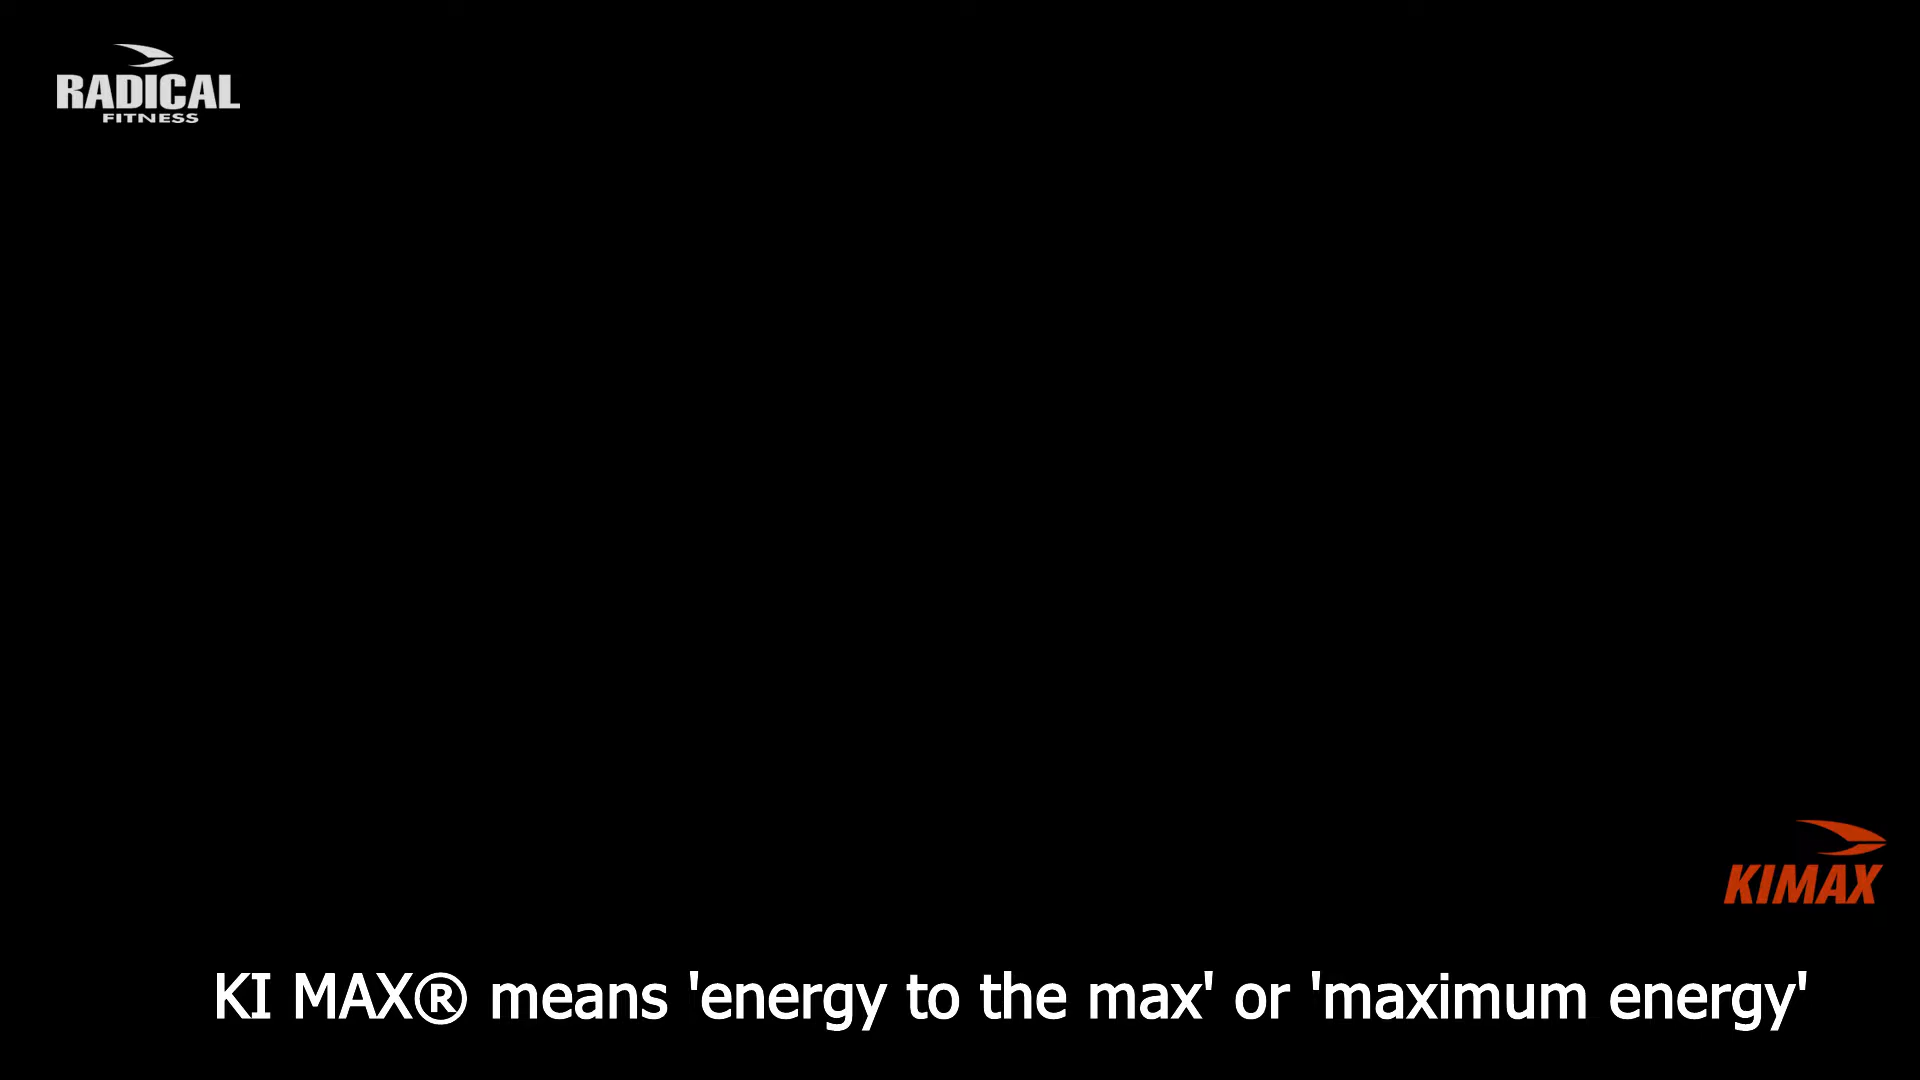 RADICAL
FITNESS
KIMAX
KI MAX® means 'energy to the max' or 'maximum energy'